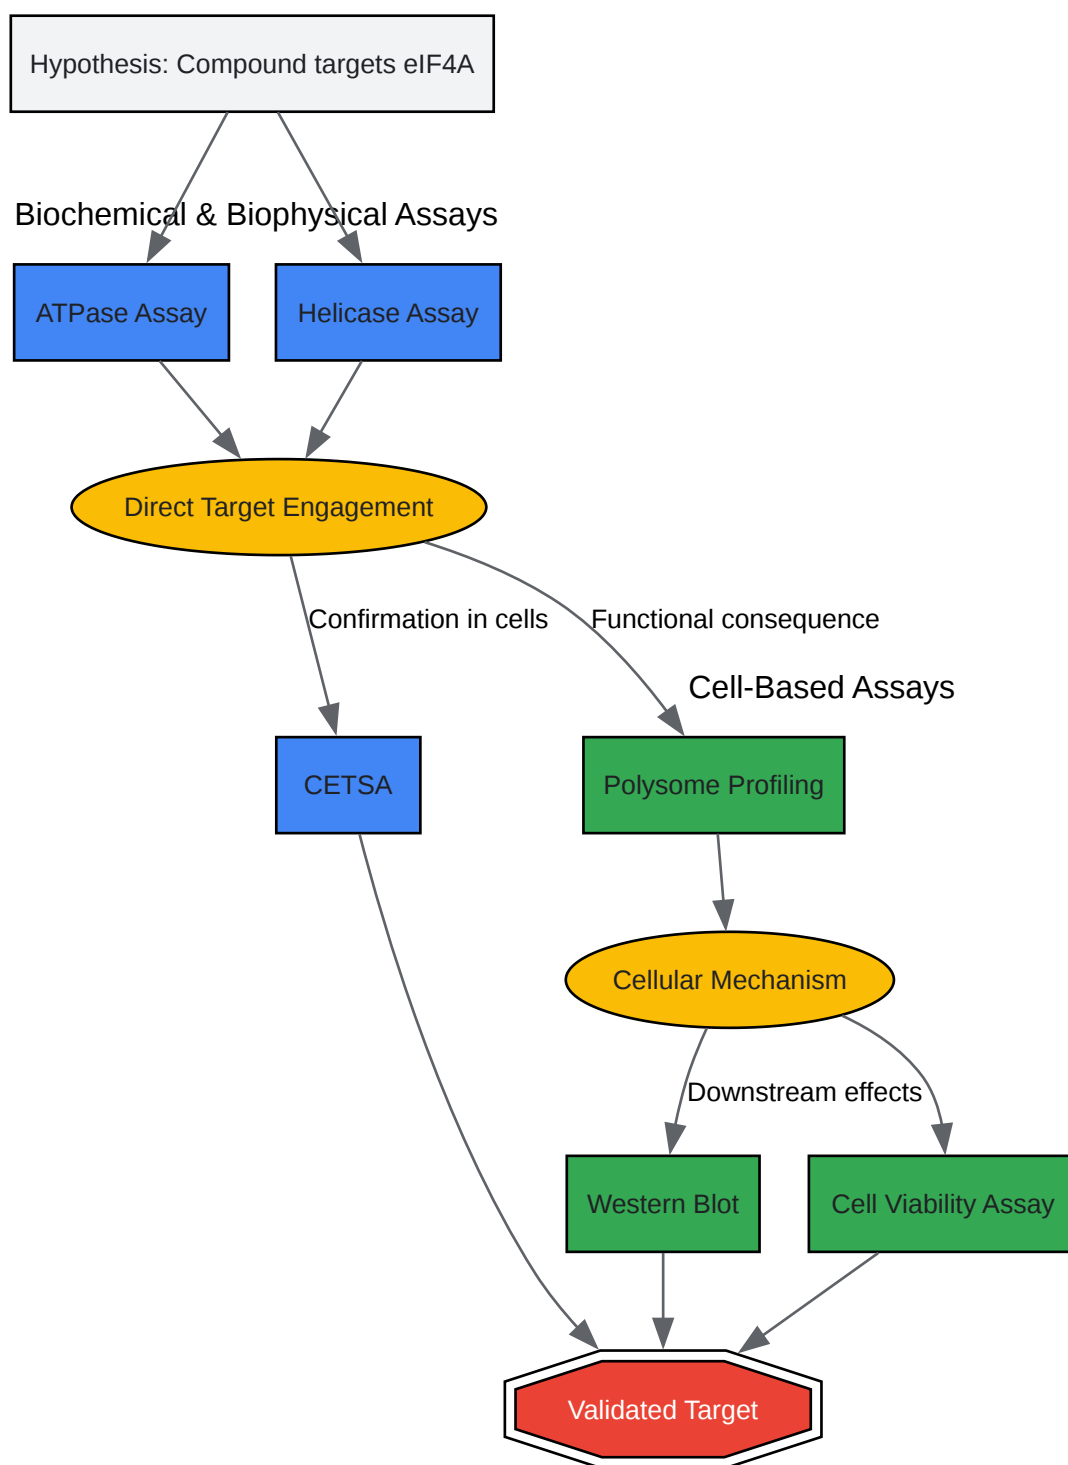 Hypothesis: Compound targets eIF4A
Biochemical & Biophysical Assays
ATPase Assay
Helicase Assay
Direct Target Engagement
Confirmation in cells
Functional consequence
Cell-Based Assays
CETSA
Polysome Profiling
Cellular Mechanism
Downstream effects
Western Blot
Cell Viability Assay
Validated Target